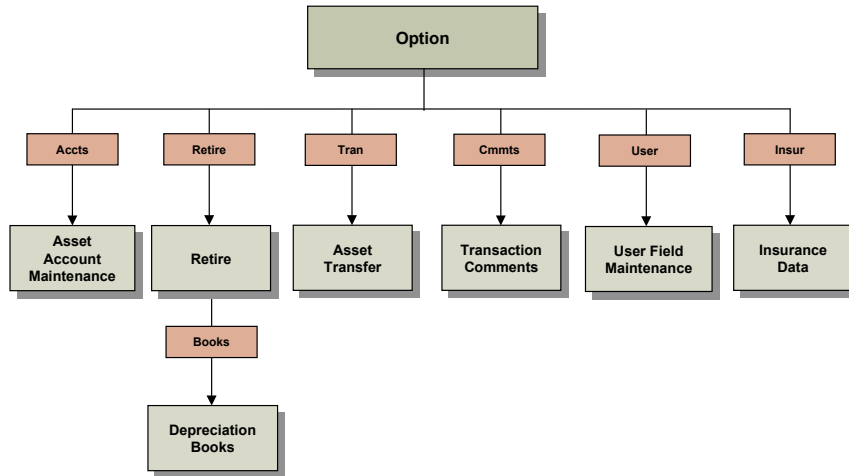 Option
Accts
Retire
Tran
Cmmts
User
Insur
Asset
Account
Maintenance
Retire
Asset
Transfer
Transaction
Comments
User Field
Maintenance
Insurance
Data
Books
Depreciation
Books